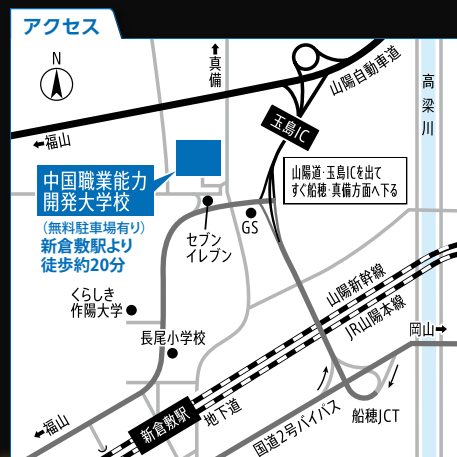 アクセス
N
真備
山陽自動車道
高梁川
福山
玉島IC
中国職業能力
開発大学校
山陽道・玉島ICを出て
すぐ船穂・真備方面へ下る
(無料駐車場有り)
新倉敷駅より
徒歩約20分
セブン
イレブン
GS
くらしき
作陽大学
山陽新幹線
JR山陽本線
岡山
長尾小学校
福山
新倉敷駅
地下道
国道2号バイパス
船穂JCT